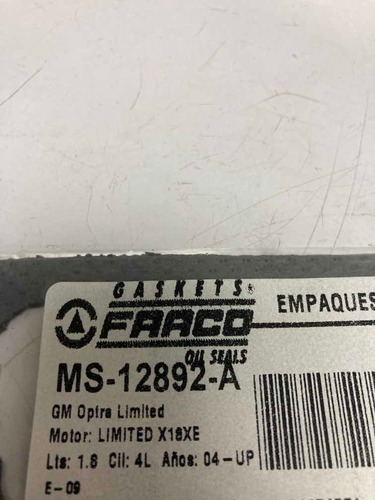 GASKETS®
FRACO
OIL SEALS
EMPAQUES
MS-12892-A
GM Optra Limited
Motor: LIMITED X18XE
Lts: 1.8 Cil: 4L Años: 04-UP
E-09